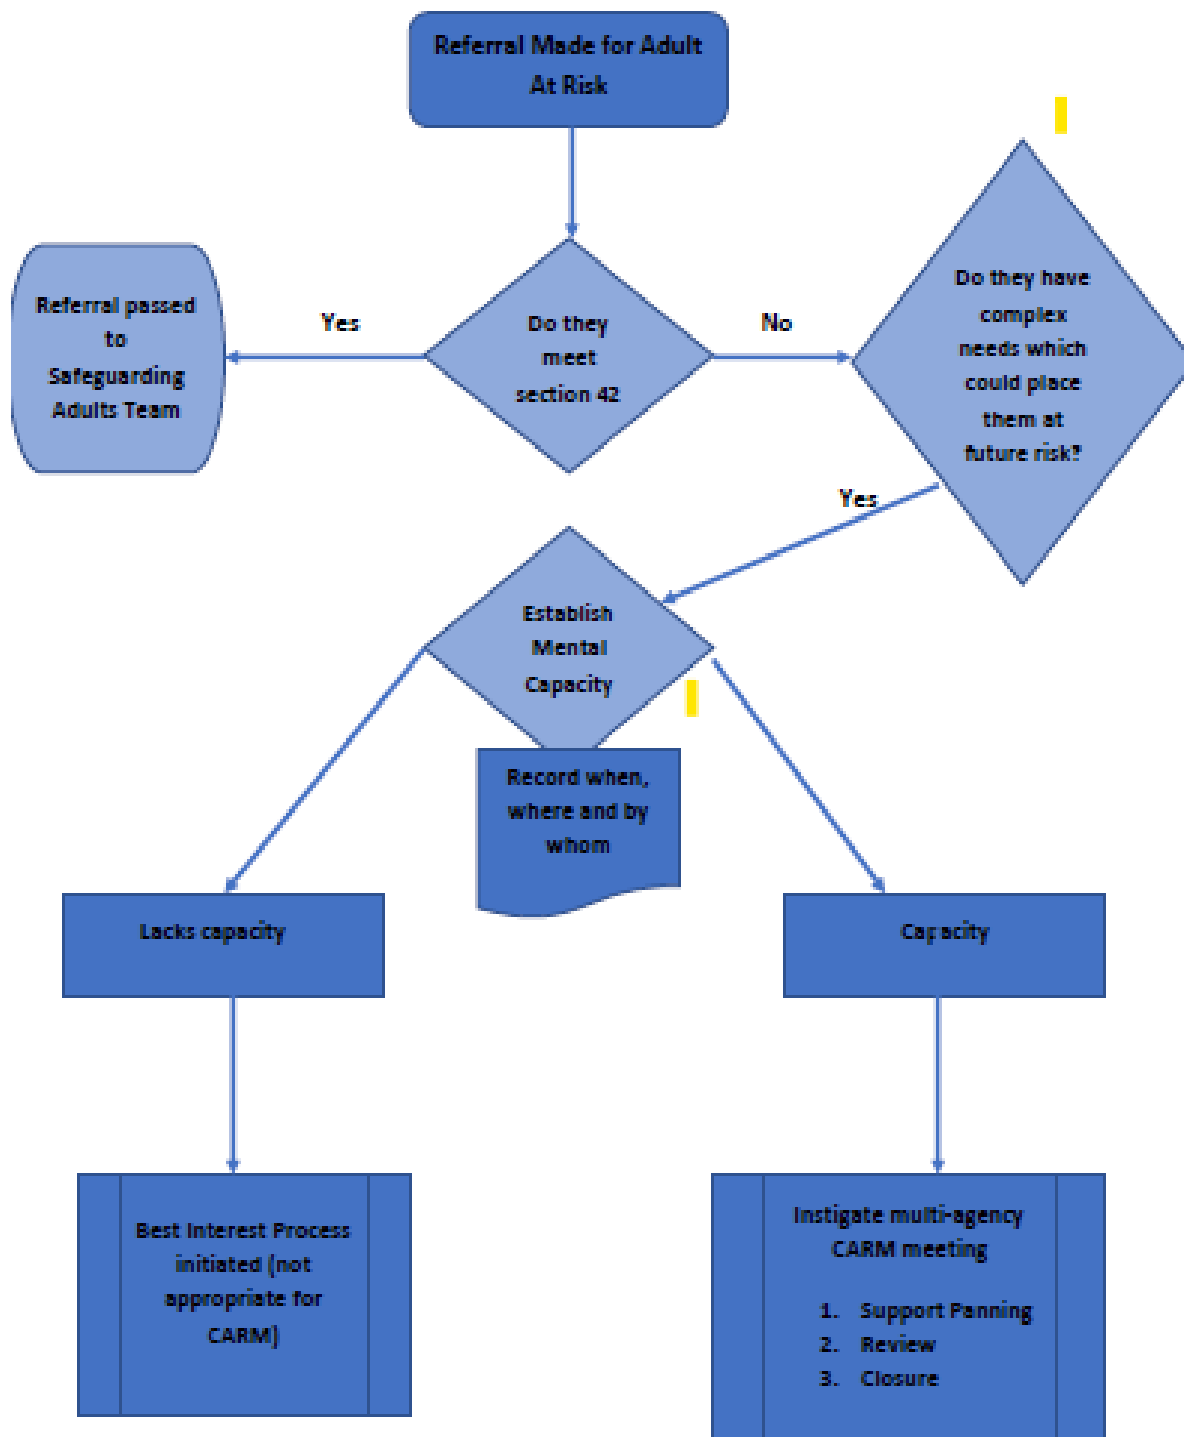 Referral Made for Adult
At Risk
Referral passed
to
Safeguarding
Adults Team
Yes
Do they
meet
section 42
No
Do they have
complex
needs which
could place
them at
future risk?
Yes
Establish
Mental
Capacity
Record when,
where and by
whom
Lacks capacity
Capacity
Best Interest Process
initiated (not
appropriate for
CARM)
Instigate multi-agency
CARM meeting
1. Support Panning
2. Review
3. Closure